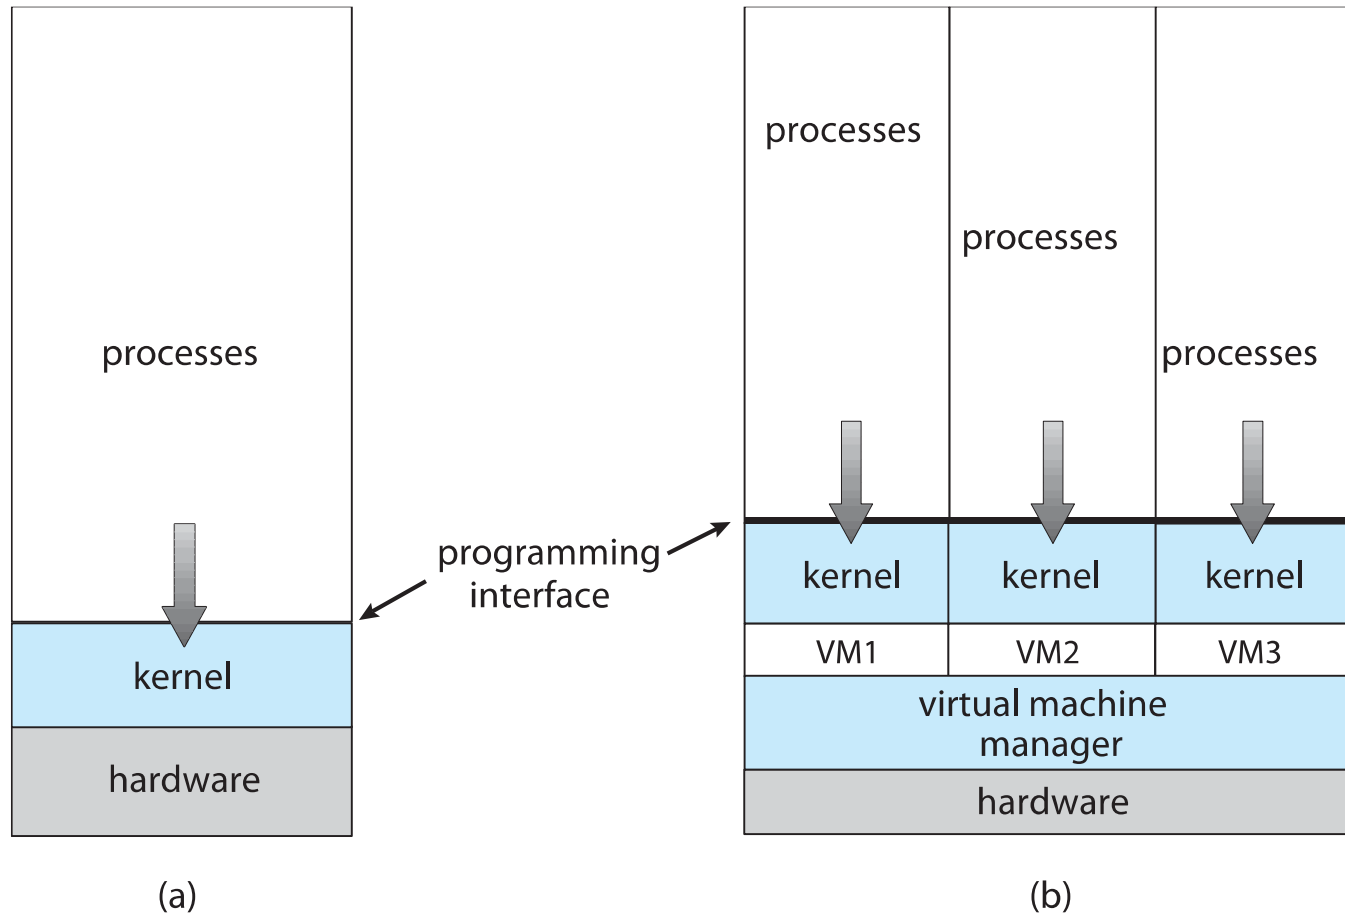 processes
kernel
hardware
(a)
programming
interface
processes
processes
processes
kernel
kernel
kernel
VM1
VM2
VM3
virtual machine
manager
hardware
(b)